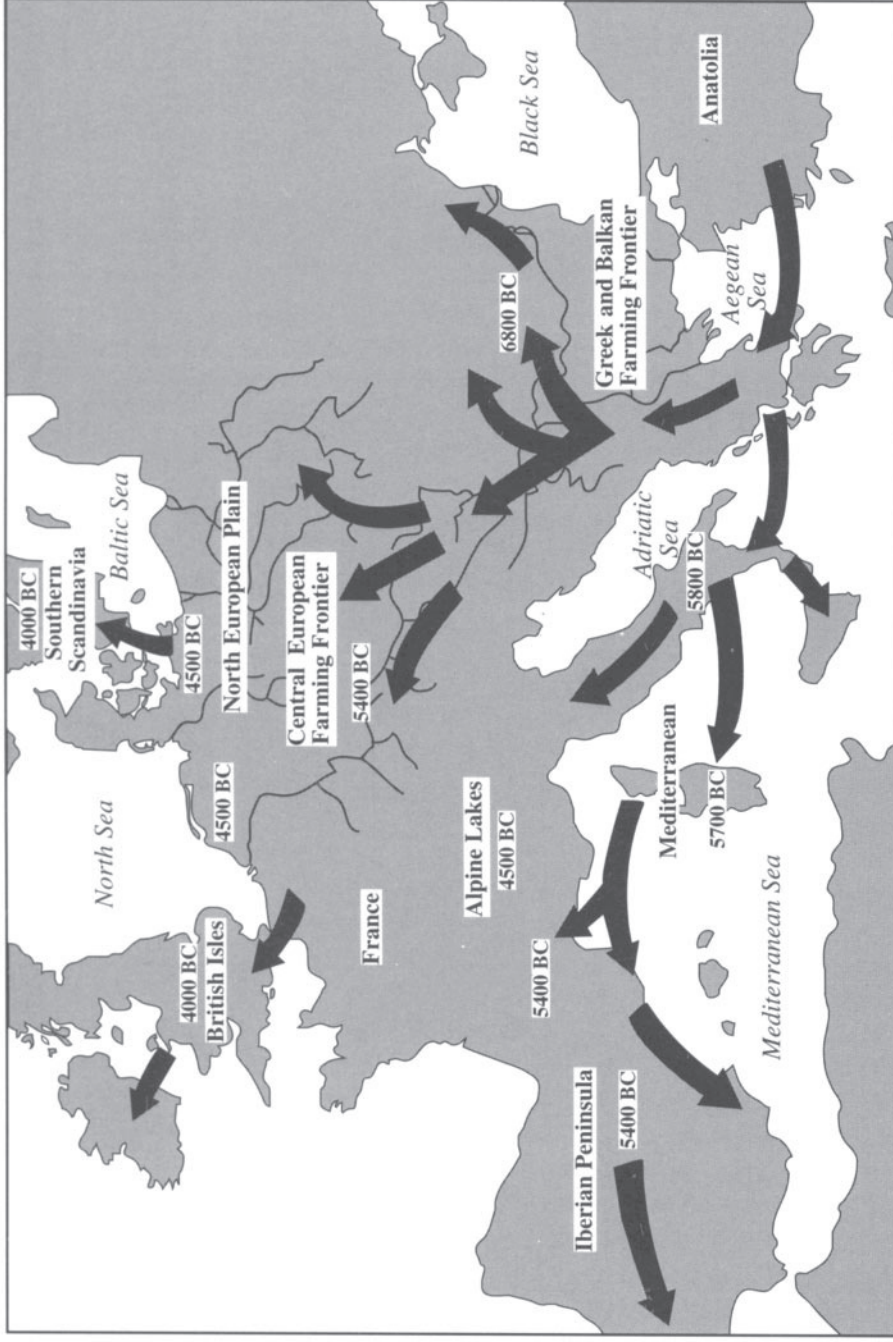 North Sea
4000 BC
British Isles
4000 BC
Southern
Scandinavia
Baltic Sea
4500 BC
4500 BC
North European Plain
Central European
Farming Frontier
5400 BC
France
Alpine Lakes
4500 BC
6800 BC
Black Sea
Greek and Balkan
Farming Frontier
Anatolia
Aegean
Sea
Adriatic
Sea
5800 BC
Mediterranean
5700 BC
5400 BC
Iberian Peninsula
5400 BC
Mediterranean Sea